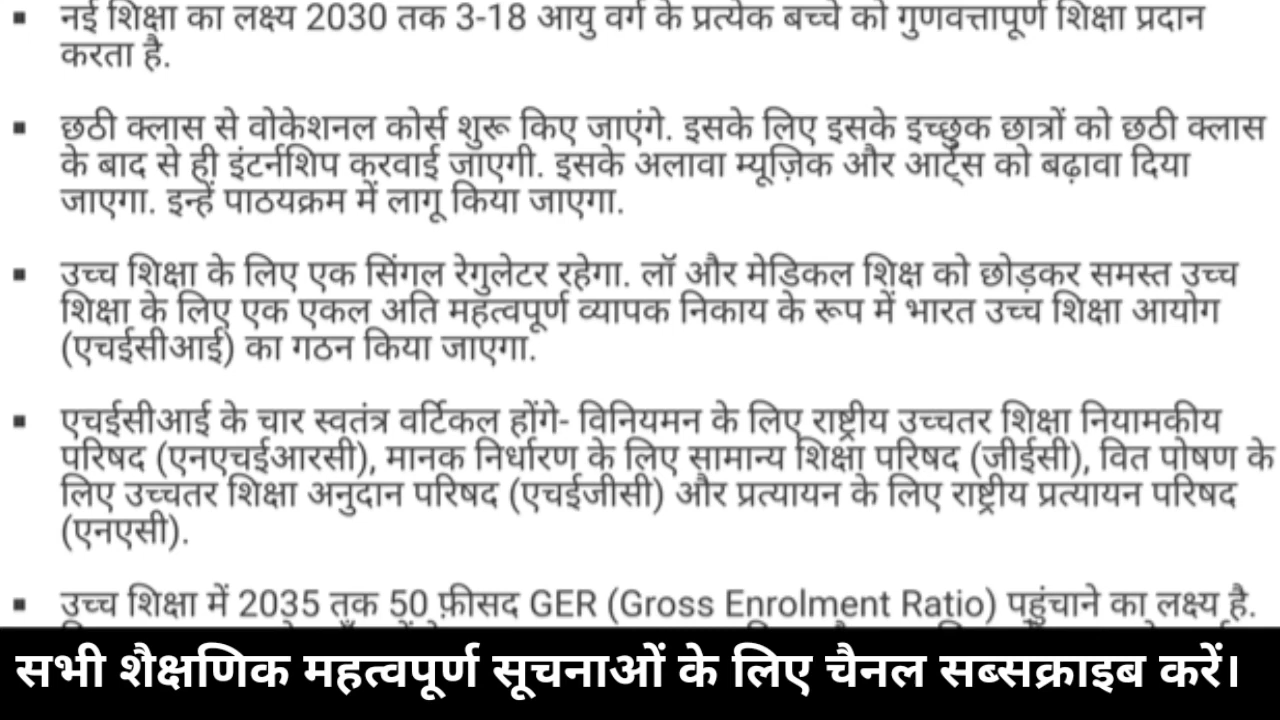 ▪ नई शिक्षा का लक्ष्य 2030 तक 3-18 आयु वर्ग के प्रत्येक बच्चे को गुणवत्तापूर्ण शिक्षा प्रदान
करता है.
▪ छठी क्लास से वोकेशनल कोर्स शुरू किए जाएंगे. इसके लिए इसके इच्छुक छात्रों को छठी क्लास
के बाद से ही इंटर्नशिप करवाई जाएगी. इसके अलावा म्यूज़िक और आर्ट्स को बढ़ावा दिया
जाएगा. इन्हें पाठयक्रम में लागू किया जाएगा.
▪ उच्च शिक्षा के लिए एक सिंगल रेगुलेटर रहेगा. लॉ और मेडिकल शिक्ष को छोड़कर समस्त उच्च
शिक्षा के लिए एक एकल अति महत्वपूर्ण व्यापक निकाय के रूप में भारत उच्च शिक्षा आयोग
(एचईसीआई) का गठन किया जाएगा.
▪ एचईसीआई के चार स्वतंत्र वर्टिकल होंगे- विनियमन के लिए राष्ट्रीय उच्चतर शिक्षा नियामकीय
परिषद (एनएचईआरसी), मानक निर्धारण के लिए सामान्य शिक्षा परिषद (जीईसी), वित पोषण के
लिए उच्चतर शिक्षा अनुदान परिषद (एचईजीसी) और प्रत्यायन के लिए राष्ट्रीय प्रत्यायन परिषद
(एनएसी).
▪ उच्च शिक्षा में 2035 तक 50 फ़ीसद GER (Gross Enrolment Ratio) पहुंचाने का लक्ष्य है.
सभी शैक्षणिक महत्वपूर्ण सूचनाओं के लिए चैनल सब्सक्राइब करें।